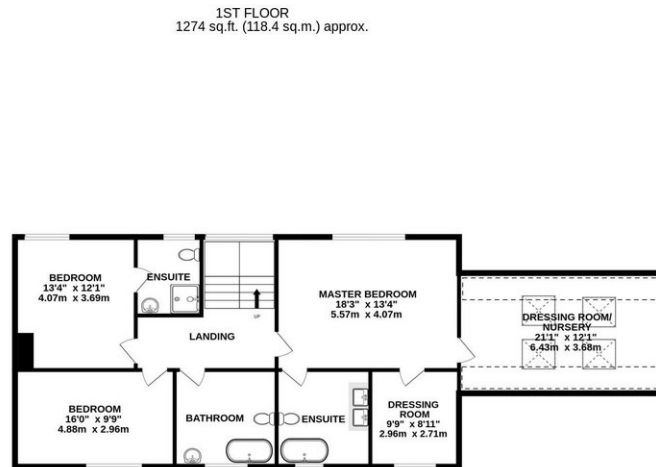 1ST FLOOR
1274 sq.ft. (118.4 sq.m.) approx.
BEDROOM
13'4" x 12'1"
4.07m x 3.69m
ENSUITE
UP
LANDING
MASTER BEDROOM
18'3" x 13'4"
5.57m x 4.07m
DRESSING ROOM/
NURSERY
21'1" x 12'1"
6.43m x 3.68m
BEDROOM
16'0" x 9'9"
4.88m x 2.96m
BATHROOM
ENSUITE
DRESSING
ROOM
9'9" x 8'11"
2.96m x 2.71m